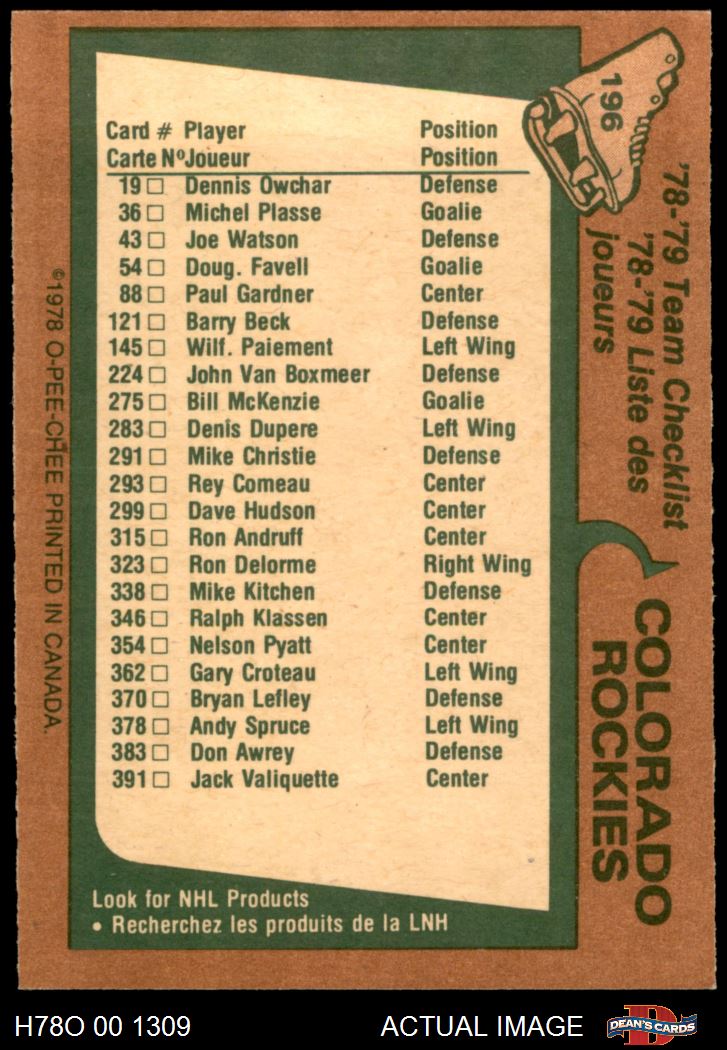 196
'78-'79 Team Checklist
'78-'79 Liste des
joueurs
COLORADO
ROCKIES
Card # Player Position
Carte Nº Joueur Position
19 □ Dennis Owchar Defense
36 □ Michel Plasse Goalie
43 □ Joe Watson Defense
54 □ Doug. Favell Goalie
88 □ Paul Gardner Center
121 □ Barry Beck Defense
145 □ Wilf. Paiement Left Wing
224 □ John Van Boxmeer Defense
275 □ Bill McKenzie Goalie
283 □ Denis Dupere Left Wing
291 □ Mike Christie Defense
293 □ Rey Comeau Center
299 □ Dave Hudson Center
315 □ Ron Andruff Center
323 □ Ron Delorme Right Wing
338 □ Mike Kitchen Defense
346 □ Ralph Klassen Center
354 □ Nelson Pyatt Center
362 □ Gary Croteau Left Wing
370 □ Bryan Lefley Defense
378 □ Andy Spruce Left Wing
383 □ Don Awrey Defense
391 □ Jack Valiquette Center
Look for NHL Products
• Recherchez les produits de la LNH
©1978 O-PEE-CHEE PRINTED IN CANADA.
H78O 00 1309 ACTUAL IMAGE
DEAN'S CARDS